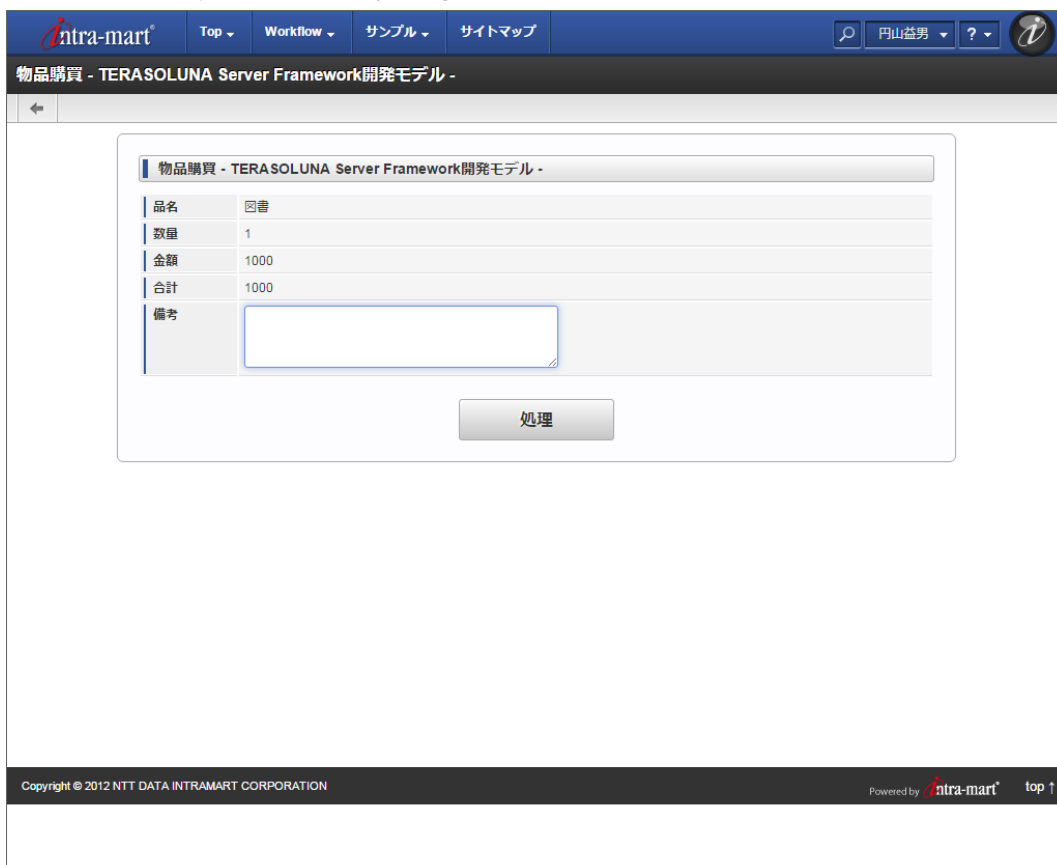 intra-mart® Top Workflow サンプル サイトマップ 円山益男 ?
物品購買 - TERASOLUNA Server Framework開発モデル -
物品購買 - TERASOLUNA Server Framework開発モデル -
品名 図書
数量 1
金額 1000
合計 1000
備考
処理
Copyright © 2012 NTT DATA INTRAMART CORPORATION Powered by intra-mart® top ↑